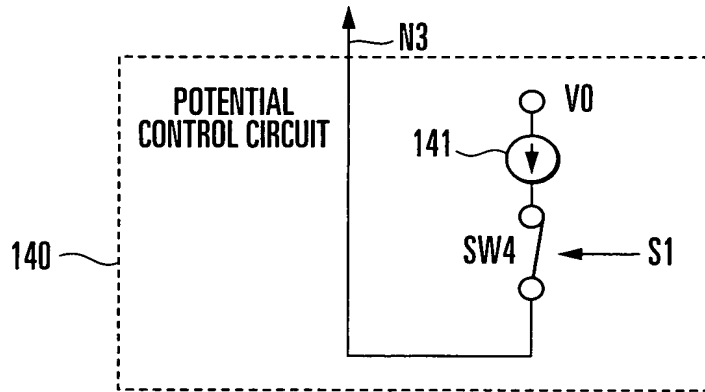 N3
POTENTIAL
CONTROL CIRCUIT
V0
141
SW4
S1
140